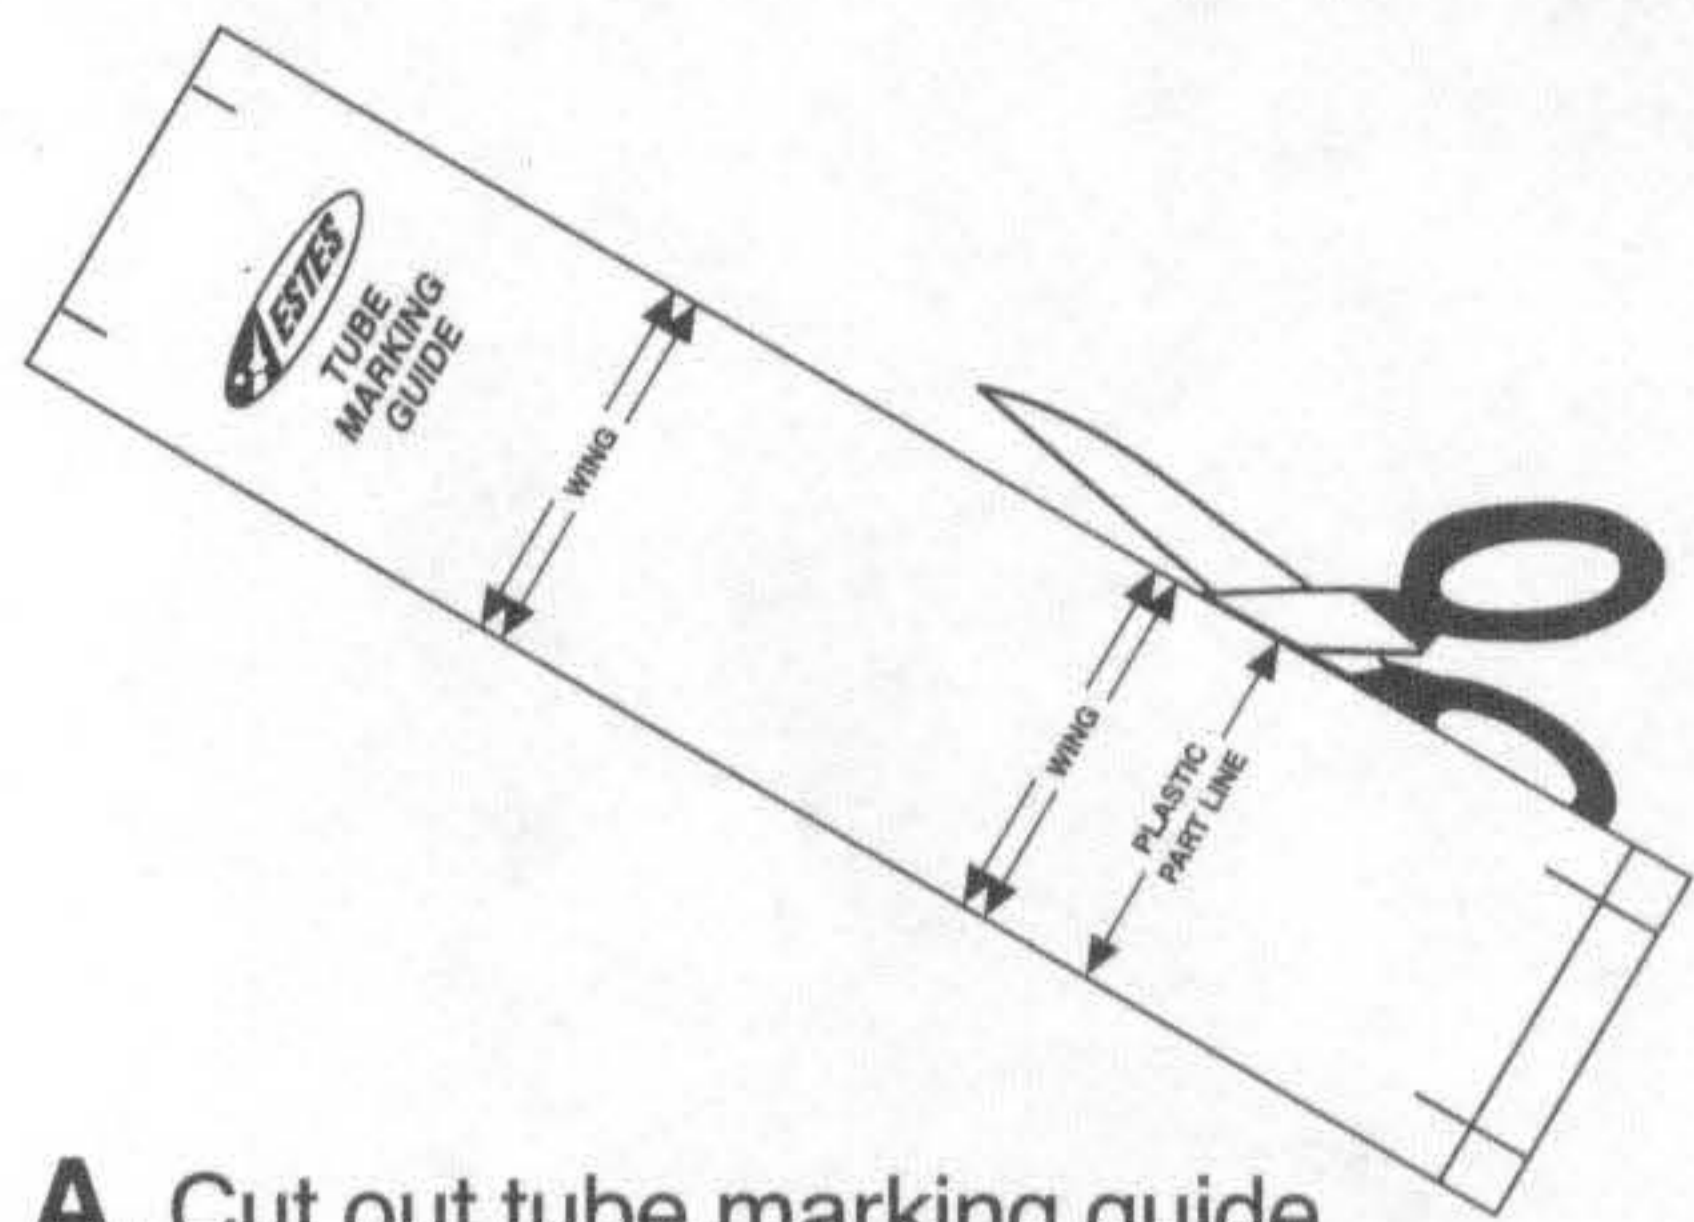 ESTES
TUBE
MARKING
GUIDE
WING
WING
PLASTIC
PART LINE
A Cut out tube marking guide